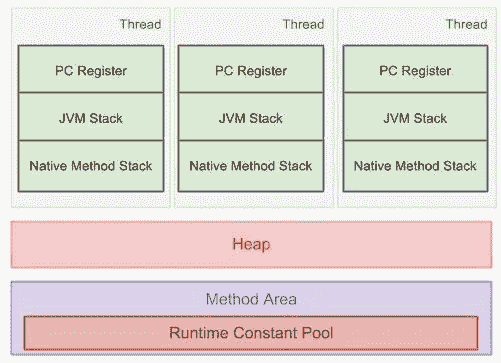 Thread Thread Thread
PC Register PC Register PC Register
JVM Stack JVM Stack JVM Stack
Native Method Stack Native Method Stack Native Method Stack
Heap
Method Area
Runtime Constant Pool